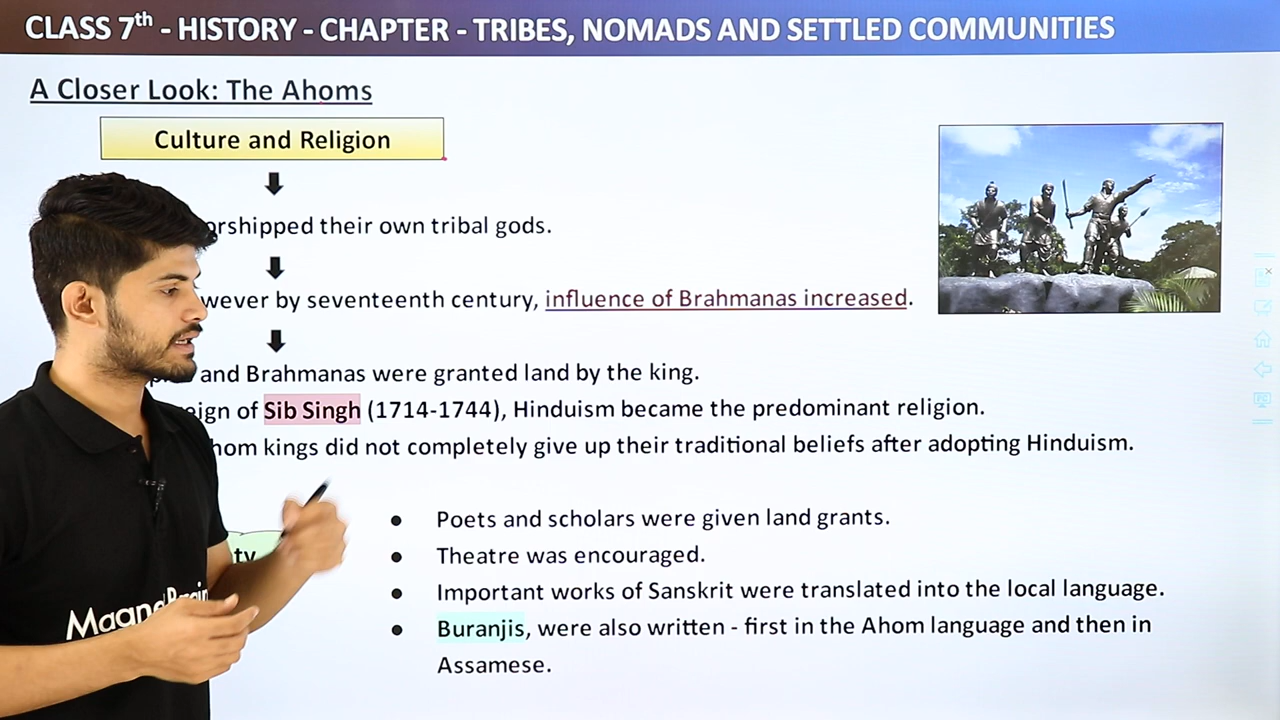 CLASS 7th - HISTORY - CHAPTER - TRIBES, NOMADS AND SETTLED COMMUNITIES
A Closer Look: The Ahoms
Culture and Religion
their own tribal gods.
by seventeenth century, influence of Brahmanas increased.
and Brahmanas were granted land by the king.
of Sib Singh (1714-1744), Hinduism became the predominant religion.
kings did not completely give up their traditional beliefs after adopting Hinduism.
Poets and scholars were given land grants.
Theatre was encouraged.
Important works of Sanskrit were translated into the local language.
Buranjis, were also written - first in the Ahom language and then in
Assamese.